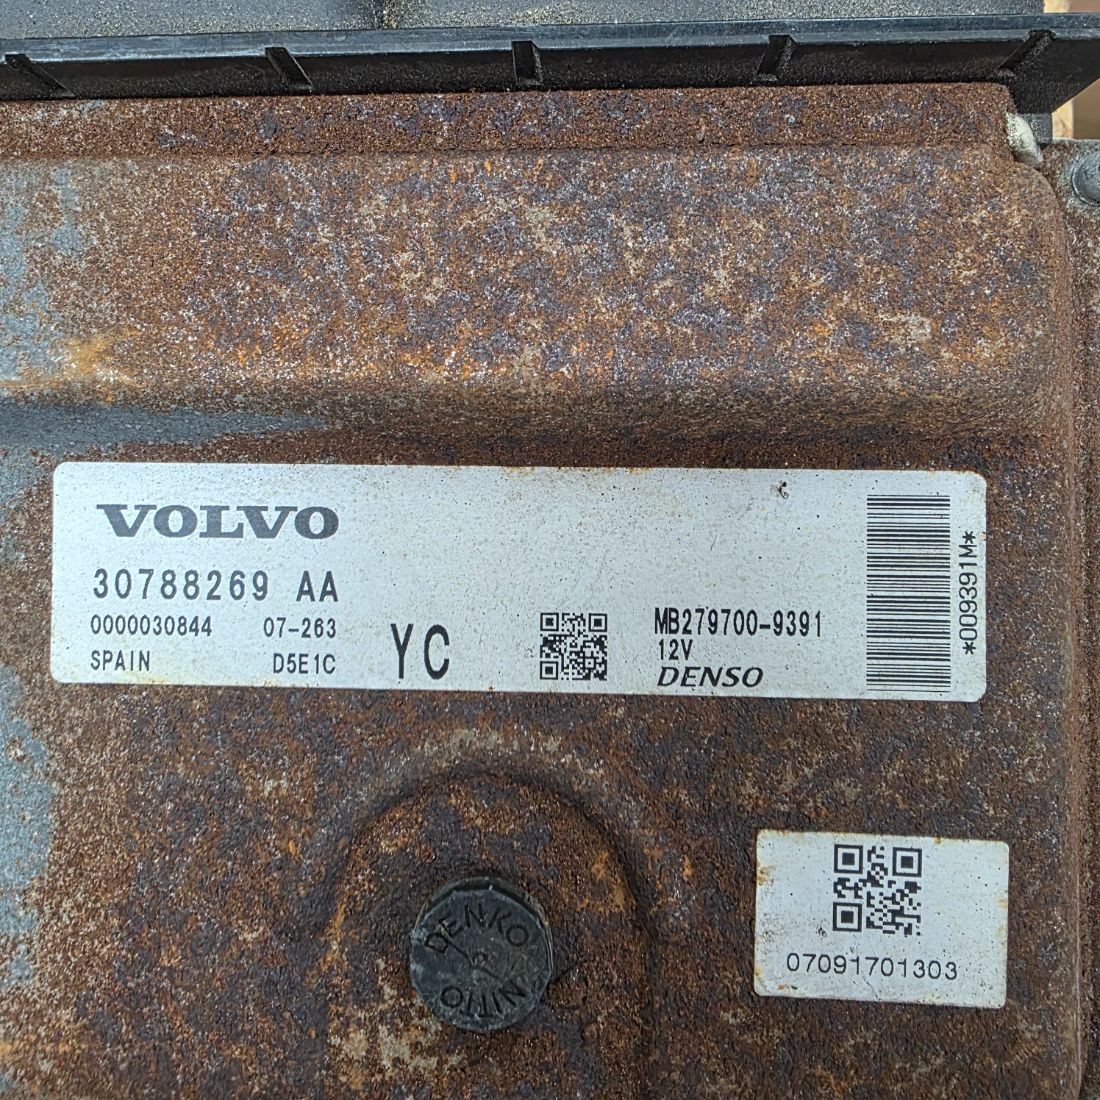 VOLVO
30788269 AA
0000030844 07-263
SPAIN D5E1C
YC
MB279700-9391
12V
DENSO
*009391M*
07091701303
DENKO
NITTO